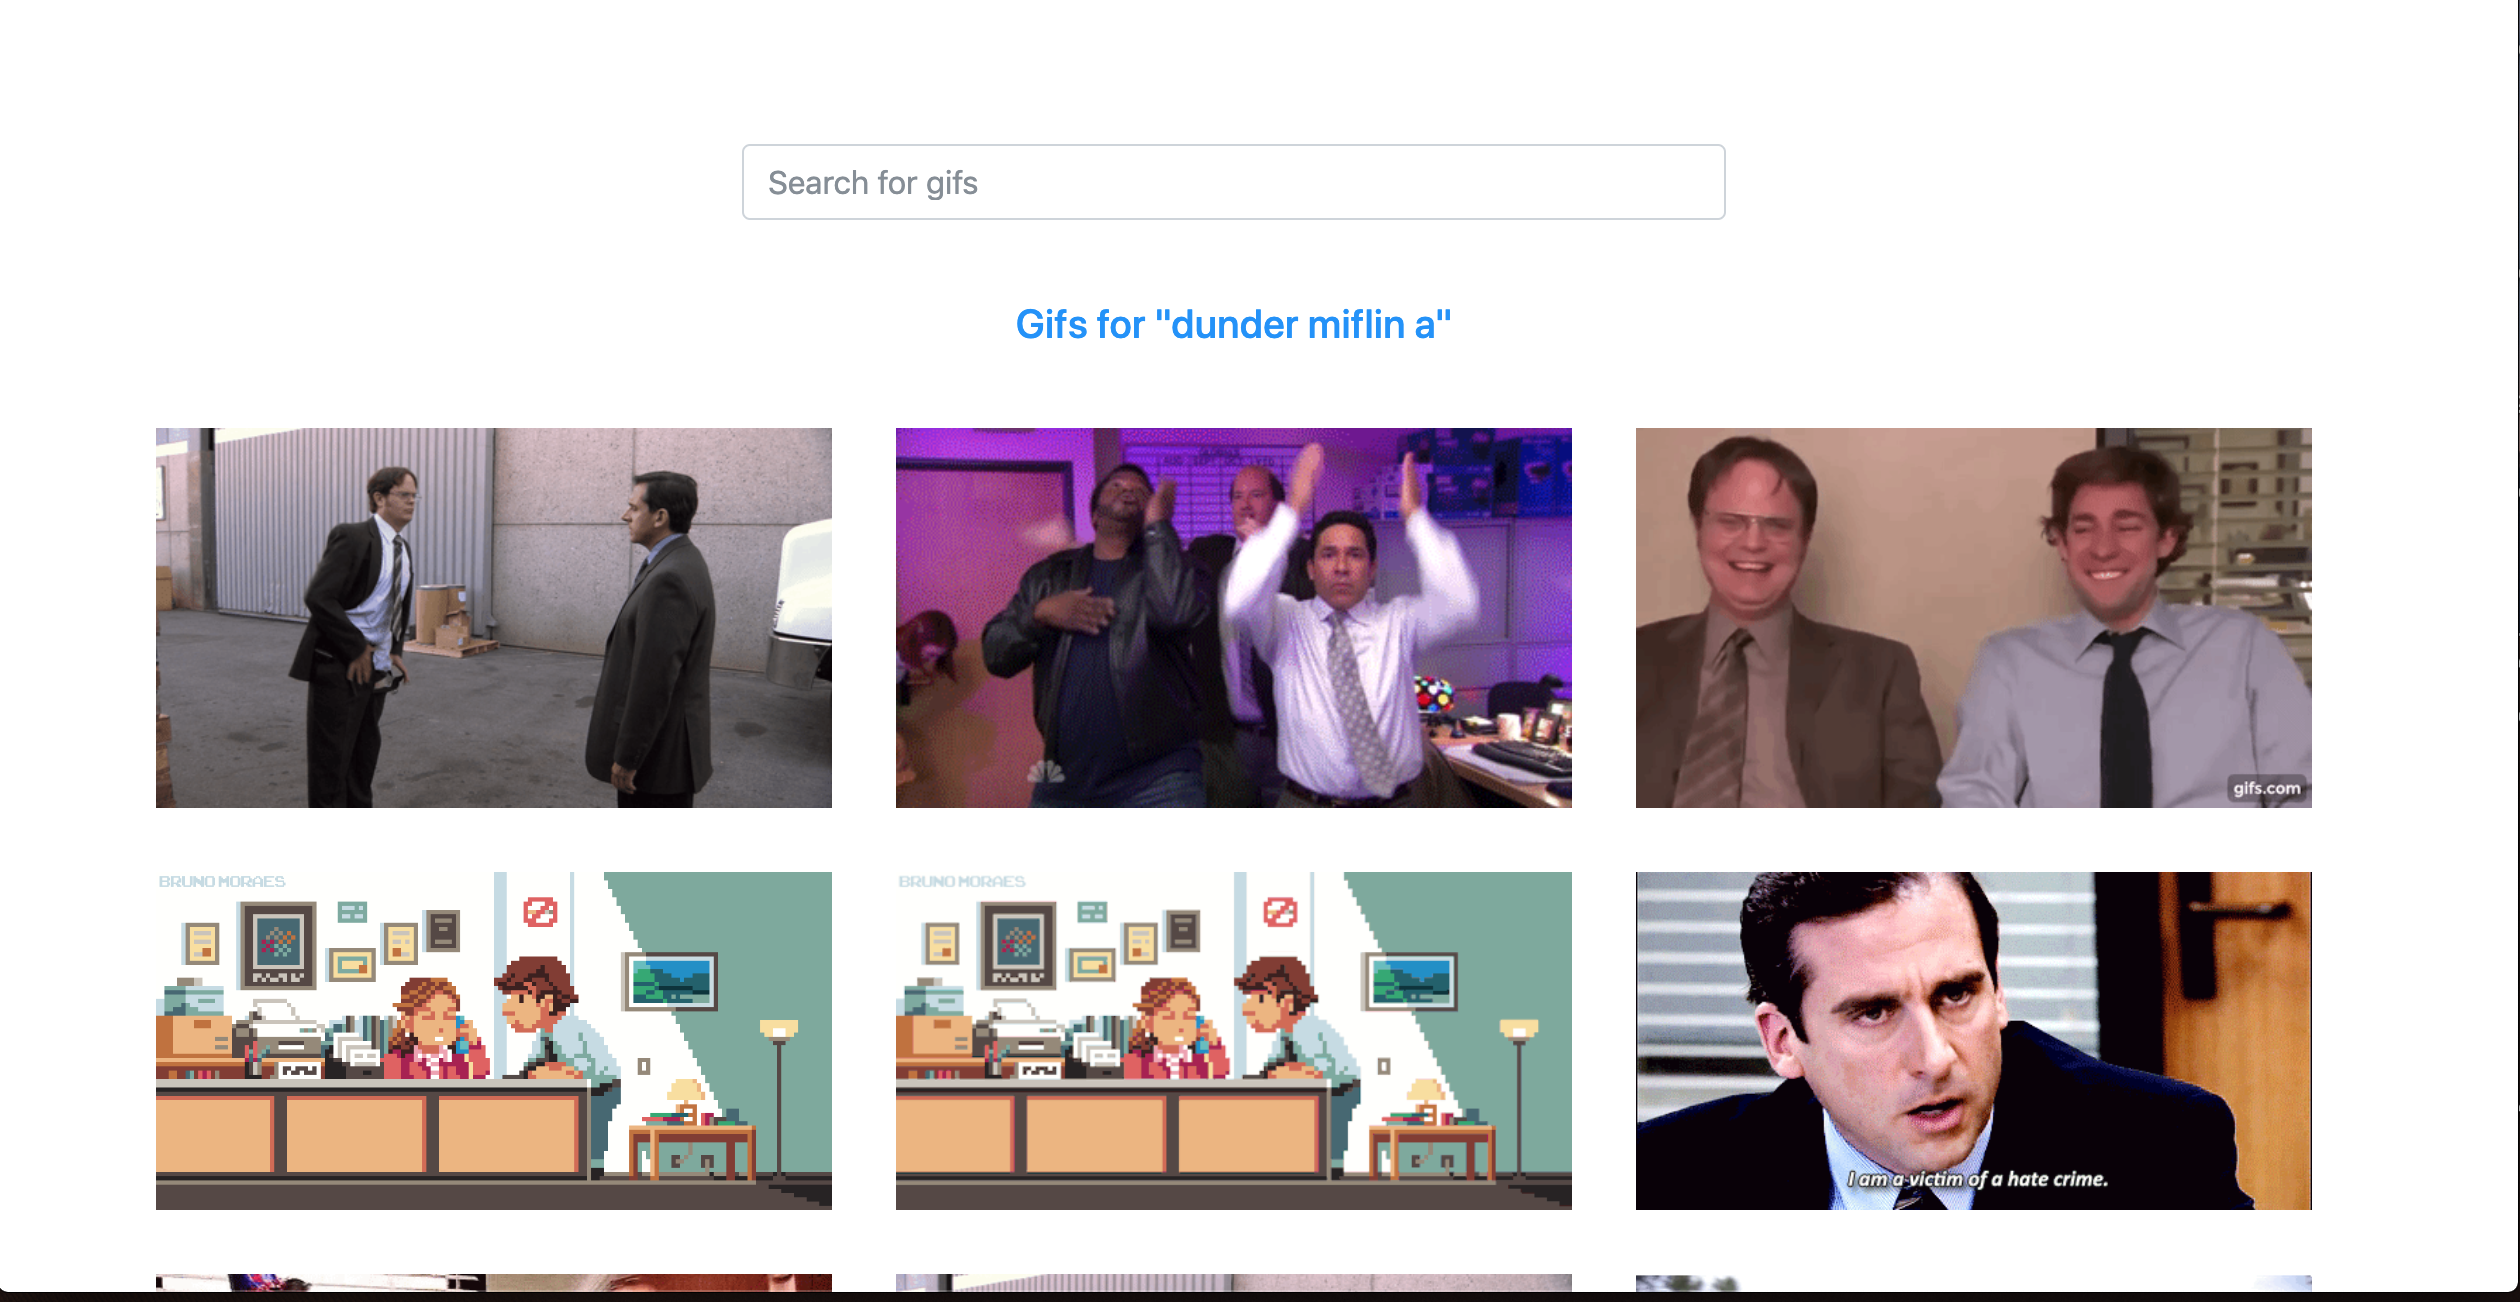 Search for gifs
Gifs for "dunder miflin a"
gifs.com
BRUNO MORAES
BRUNO MORAES
I am a victim of a hate crime.